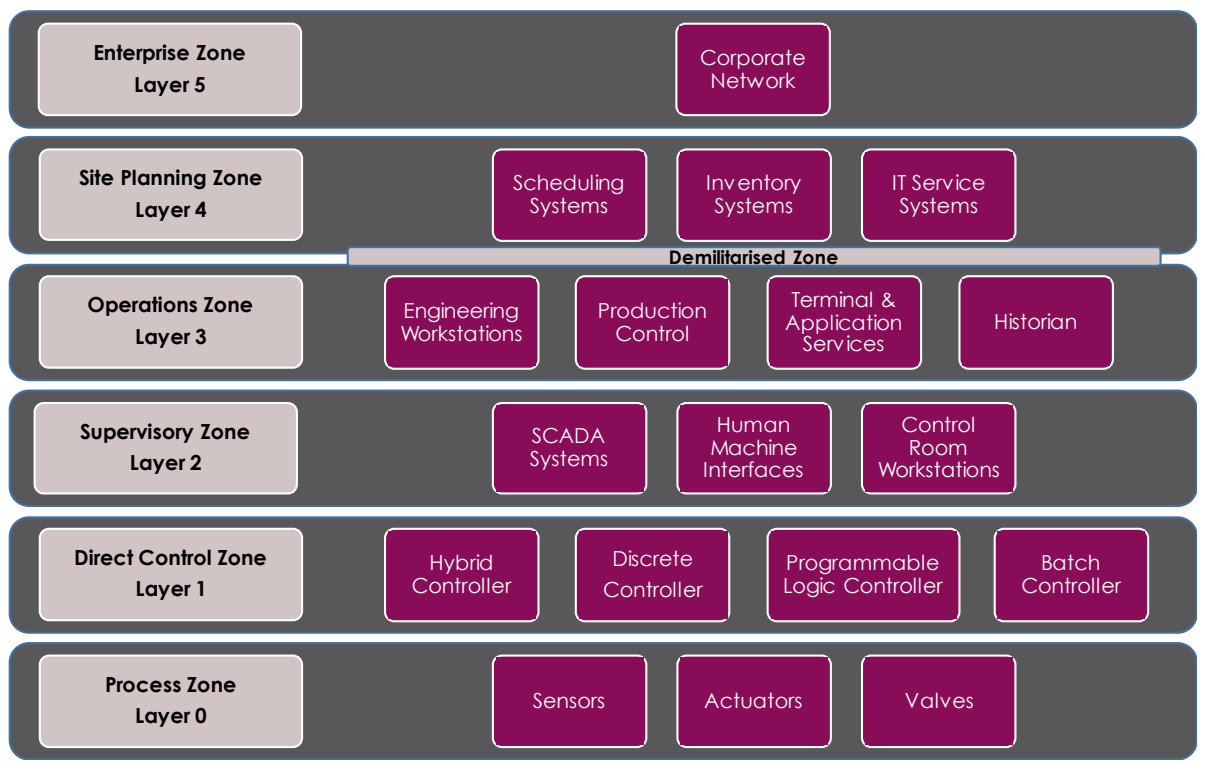 Enterprise Zone
Layer 5
Corporate
Network
Site Planning Zone
Layer 4
Scheduling
Systems
Inventory
Systems
IT Service
Systems
Demilitarised Zone
Operations Zone
Layer 3
Engineering
Workstations
Production
Control
Terminal &
Application
Services
Historian
Supervisory Zone
Layer 2
SCADA
Systems
Human
Machine
Interfaces
Control
Room
Workstations
Direct Control Zone
Layer 1
Hybrid
Controller
Discrete
Controller
Programmable
Logic Controller
Batch
Controller
Process Zone
Layer 0
Sensors
Actuators
Valves